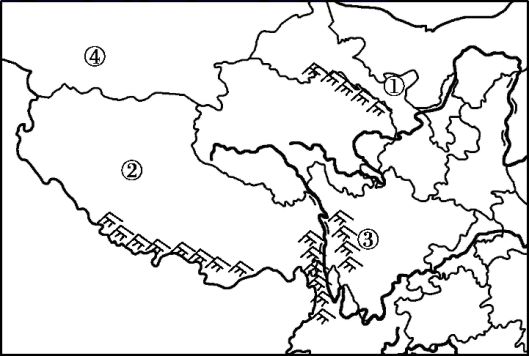 ④
①
②
③